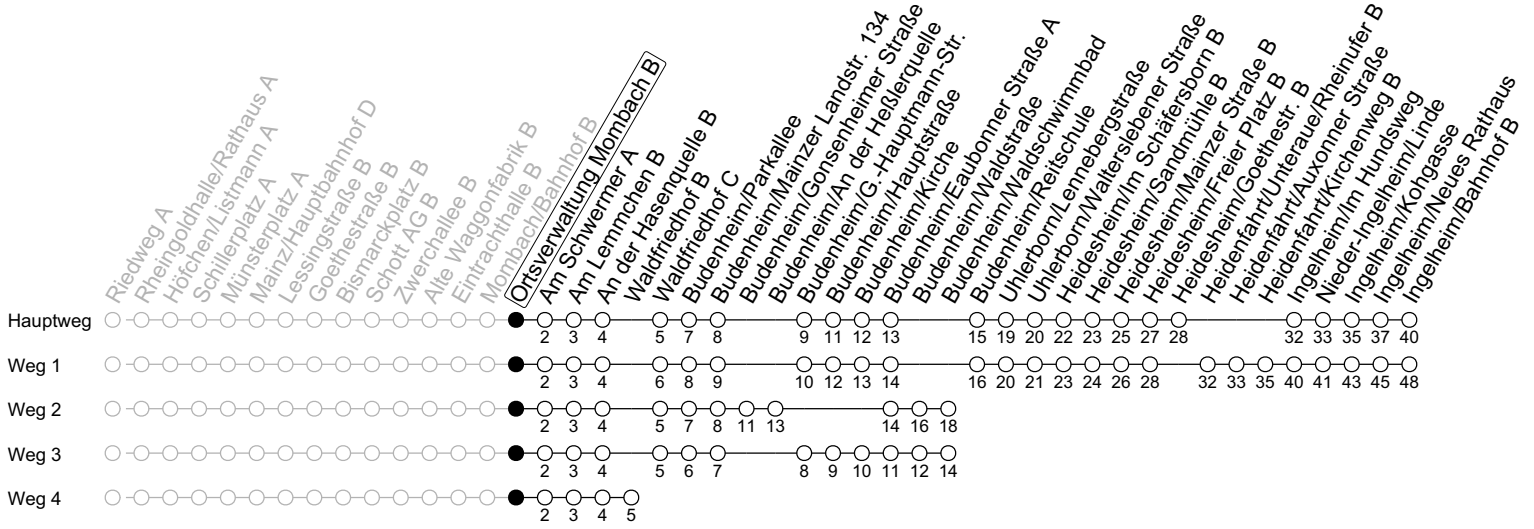 Riedweg A
Rheingoldhalle/Rathaus A
Höfchen/Listmann A
Schillerplatz A
Münsterplatz A
Mainz/Hauptbahnhof D
Lessingstraße B
Goethestraße B
Bismarckplatz B
Schott AG B
Zwerchallee B
Alte Waggonfabrik B
Eintrachthalle B
Mombach/Bahnhof B
Ortsverwaltung Mombach B
Am Schwermer A
Am Lemmchen B
An der Hasenquelle B
Waldfriedhof B
Waldfriedhof C
Budenheim/Parkallee
Budenheim/Mainzer Landstr. 134
Budenheim/Gonsenheimer Straße
Budenheim/An der Heßlerquelle
Budenheim/G.-Hauptmann-Str.
Budenheim/Hauptstraße
Budenheim/Kirche
Budenheim/Eaubonner Straße A
Budenheim/Waldstraße
Budenheim/Waldschwimmbad
Budenheim/Reitschule
Uhlerborn/Lennebergstraße
Uhlerborn/Walterslebener Straße
Heidesheim/Im Schäfersborn B
Heidesheim/Sandmühle B
Heidesheim/Mainzer Straße B
Heidesheim/Freier Platz B
Heidesheim/Goethestr. B
Heidenfahrt/Unteraue/Rheinufer B
Heidenfahrt/Auxonner Straße
Heidenfahrt/Kirchenweg B
Ingelheim/Im Hundsweg
Nieder-Ingelheim/Linde
Ingelheim/Kongasse
Ingelheim/Neues Rathaus
Ingelheim/Bahnhof B
Hauptweg
2 3 4 5 7 8 9 11 12 13 15 19 20 22 23 25 27 28 32 33 35 37 40
Weg 1
2 3 4 6 8 9 10 12 13 14 16 20 21 23 24 26 28 32 33 35 40 41 43 45 48
Weg 2
2 3 4 5 7 8 11 13 14 16 18
Weg 3
2 3 4 5 6 7 8 9 10 11 12 14
Weg 4
2 3 4 5